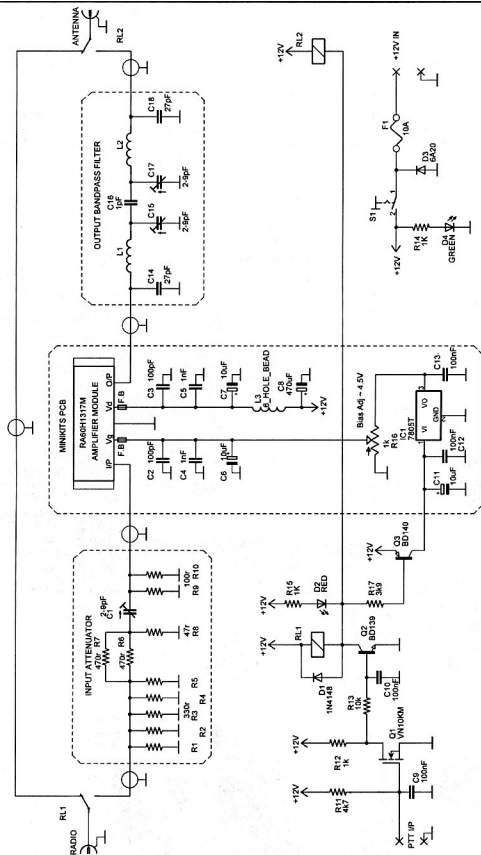 ANTENNA
RL2
OUTPUT BANDPASS FILTER
C18
27pF
L2
C17
2-9pF
C16
1pF
C15
2-9pF
L1
C14
27pF
MINIKITS PCB
RA60H1317M
AMPLIFIER MODULE
I/P
Vg
Vd
O/P
F.B
F.B
C2
100pF
C4
1nF
C6
10uF
C3
100pF
C5
1nF
C7
10uF
L3
6_HOLE_BEAD
C8
470uF
+12V
Bias Adj ~ 4.5V
1k
R16
IC1
7805T
VI
VO
GND
1
2
3
C13
100nF
C12
100nF
C11
10uF
INPUT ATTENUATOR
R1
R2
R3
330r
R4
R5
R6
470r
R7
470r
R8
47r
C1
2-9pF
R9
R10
100r
RL1
RADIO
RL2
+12V
+12V IN
F1
10A
D3
6A20
S1
1
2
+12V
R14
1K
D4
GREEN
+12V
Q3
BD140
R17
3k9
D2
RED
R15
1K
+12V
+12V
RL1
D1
1N4148
Q2
BD139
C10
100nF
R13
10k
+12V
R12
1k
Q1
VN10KM
+12V
R11
4k7
C9
100nF
PTT I/P